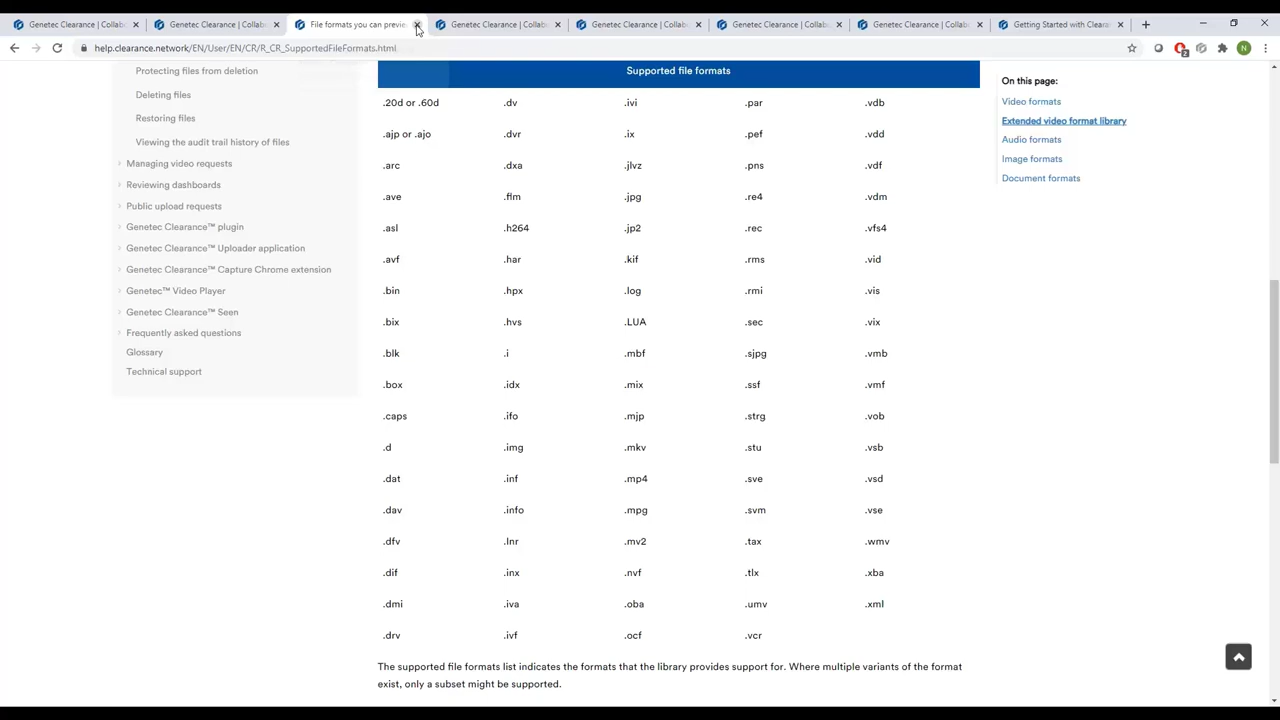 Genetec Clearance | Collab
Genetec Clearance | Collab
File formats you can previe
Genetec Clearance | Collab
Genetec Clearance | Collab
Genetec Clearance | Collab
Genetec Clearance | Collab
Getting Started with Cleara
help.clearance.network/EN/User/EN/CR/R_CR_SupportedFileFormats.html
2
N
Protecting files from deletion
Deleting files
Restoring files
Viewing the audit trail history of files
Managing video requests
Reviewing dashboards
Public upload requests
Genetec Clearance™ plugin
Genetec Clearance™ Uploader application
Genetec Clearance™ Capture Chrome extension
Genetec™ Video Player
Genetec Clearance™ Seen
Frequently asked questions
Glossary
Technical support
Supported file formats
.20d or .60d .dv .ivi .par .vdb
.ajp or .ajo .dvr .ix .pef .vdd
.arc .dxa .jlvz .pns .vdf
.ave .flm .jpg .re4 .vdm
.asl .h264 .jp2 .rec .vfs4
.avf .har .kif .rms .vid
.bin .hpx .log .rmi .vis
.bix .hvs .LUA .sec .vix
.blk .i .mbf .sjpg .vmb
.box .idx .mix .ssf .vmf
.caps .ifo .mjp .strg .vob
.d .img .mkv .stu .vsb
.dat .inf .mp4 .sve .vsd
.dav .info .mpg .svm .vse
.dfv .lnr .mv2 .tax .wmv
.dif .inx .nvf .tlx .xba
.dmi .iva .oba .umv .xml
.drv .ivf .ocf .vcr
The supported file formats list indicates the formats that the library provides support for. Where multiple variants of the format
exist, only a subset might be supported.
On this page:
Video formats
Extended video format library
Audio formats
Image formats
Document formats